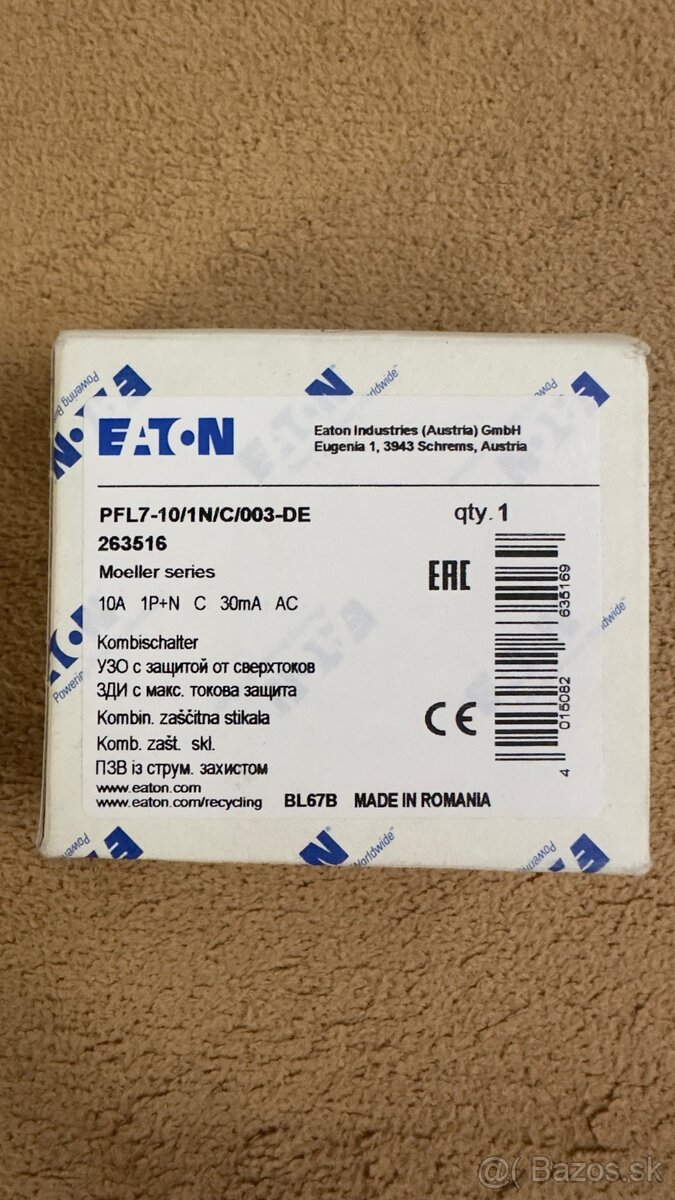 EATON
Eaton Industries (Austria) GmbH
Eugenia 1, 3943 Schrems, Austria
PFL7-10/1N/C/003-DE
qty. 1
263516
Moeller series
EAC
10A 1P+N C 30mA AC
Kombischalter
УЗО с защитой от сверхтоков
ЗДИ с макс. токова защита
Kombin. zaščitna stikala
Komb. zašt. skl.
ПЗВ із струм. захистом
CE
4 015082 635169
www.eaton.com
www.eaton.com/recycling
BL67B MADE IN ROMANIA
@( Bazos.sk